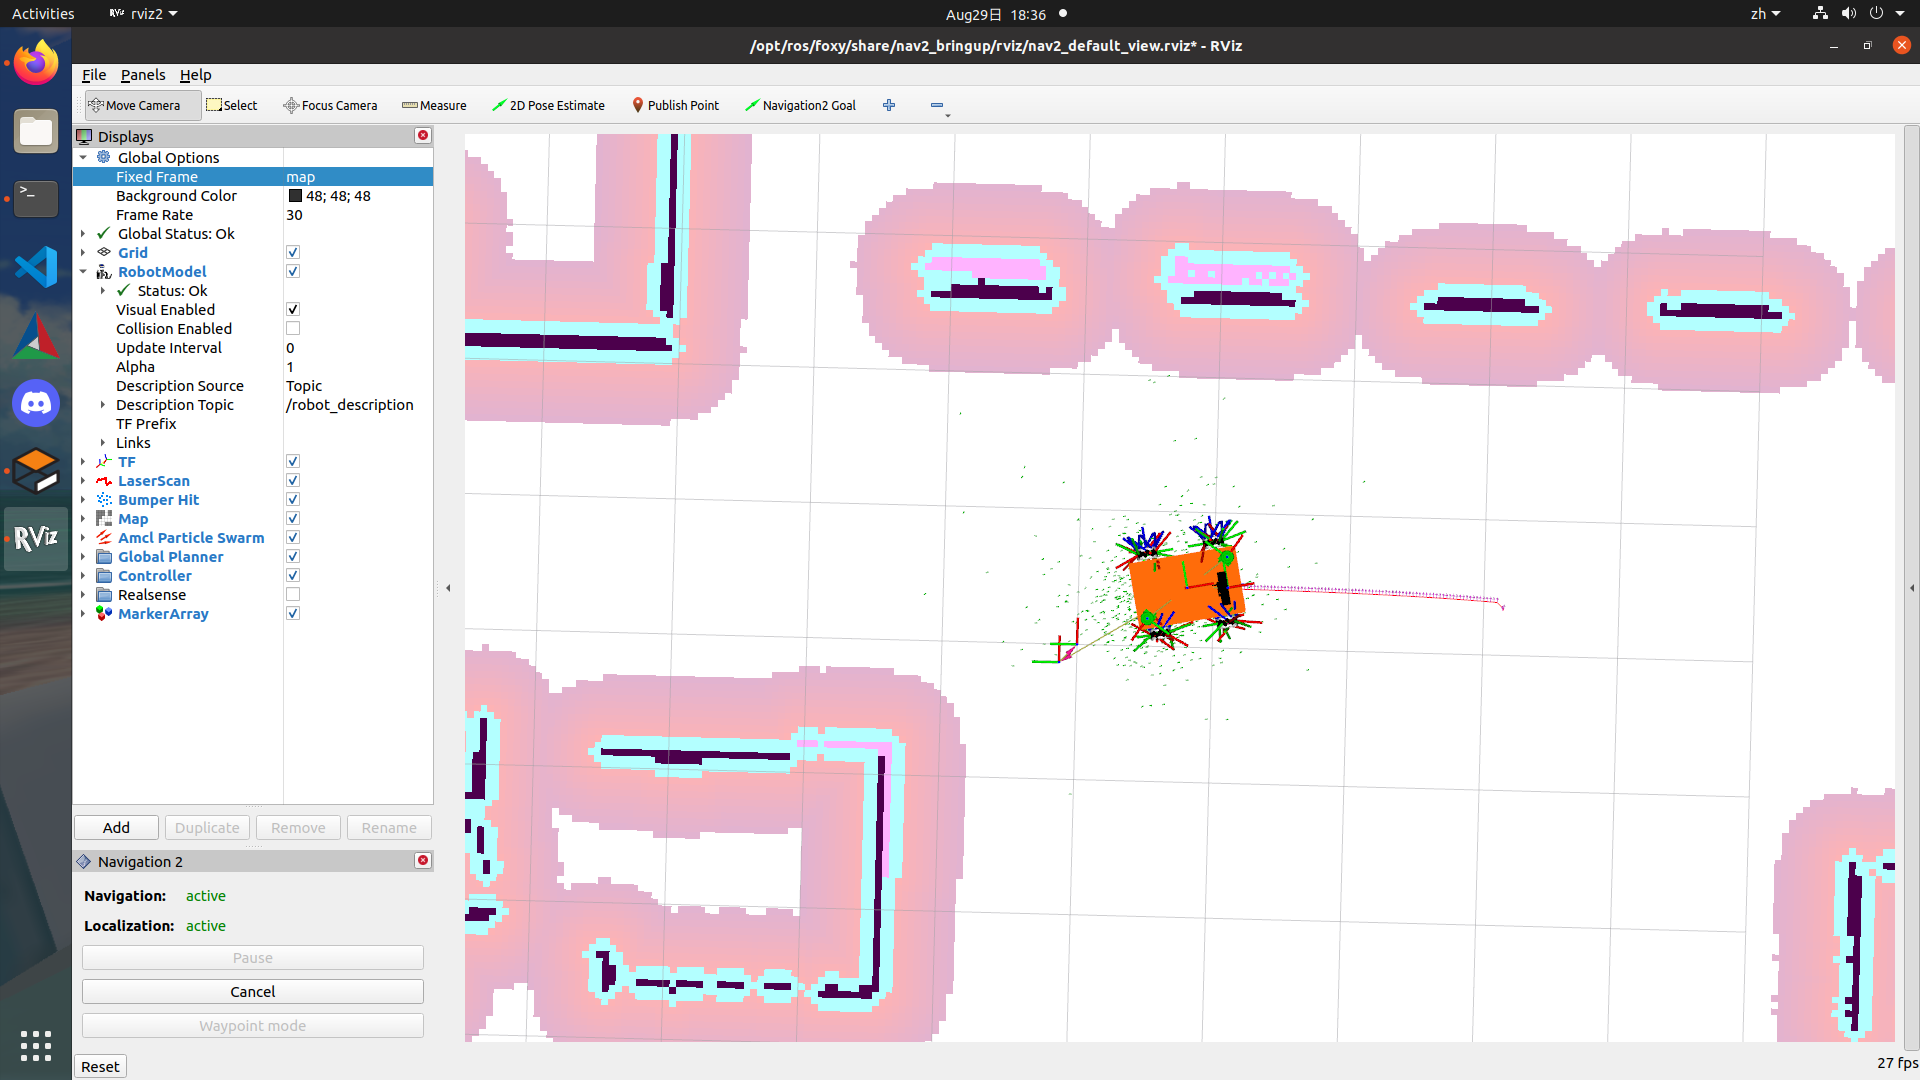 Activities
rviz2
Aug29日 18:36
zh
/opt/ros/foxy/share/nav2_bringup/rviz/nav2_default_view.rviz* - RViz
File Panels Help
Move Camera Select Focus Camera Measure 2D Pose Estimate Publish Point Navigation2 Goal
Displays
Global Options
Fixed Frame map
Background Color 48; 48; 48
Frame Rate 30
Global Status: Ok
Grid
RobotModel
Status: Ok
Visual Enabled
Collision Enabled
Update Interval 0
Alpha 1
Description Source Topic
Description Topic /robot_description
TF Prefix
Links
TF
LaserScan
Bumper Hit
Map
Amcl Particle Swarm
Global Planner
Controller
Realsense
MarkerArray
Add Duplicate Remove Rename
Navigation 2
Navigation: active
Localization: active
Pause
Cancel
Waypoint mode
Reset
27 fps
RViz
>_